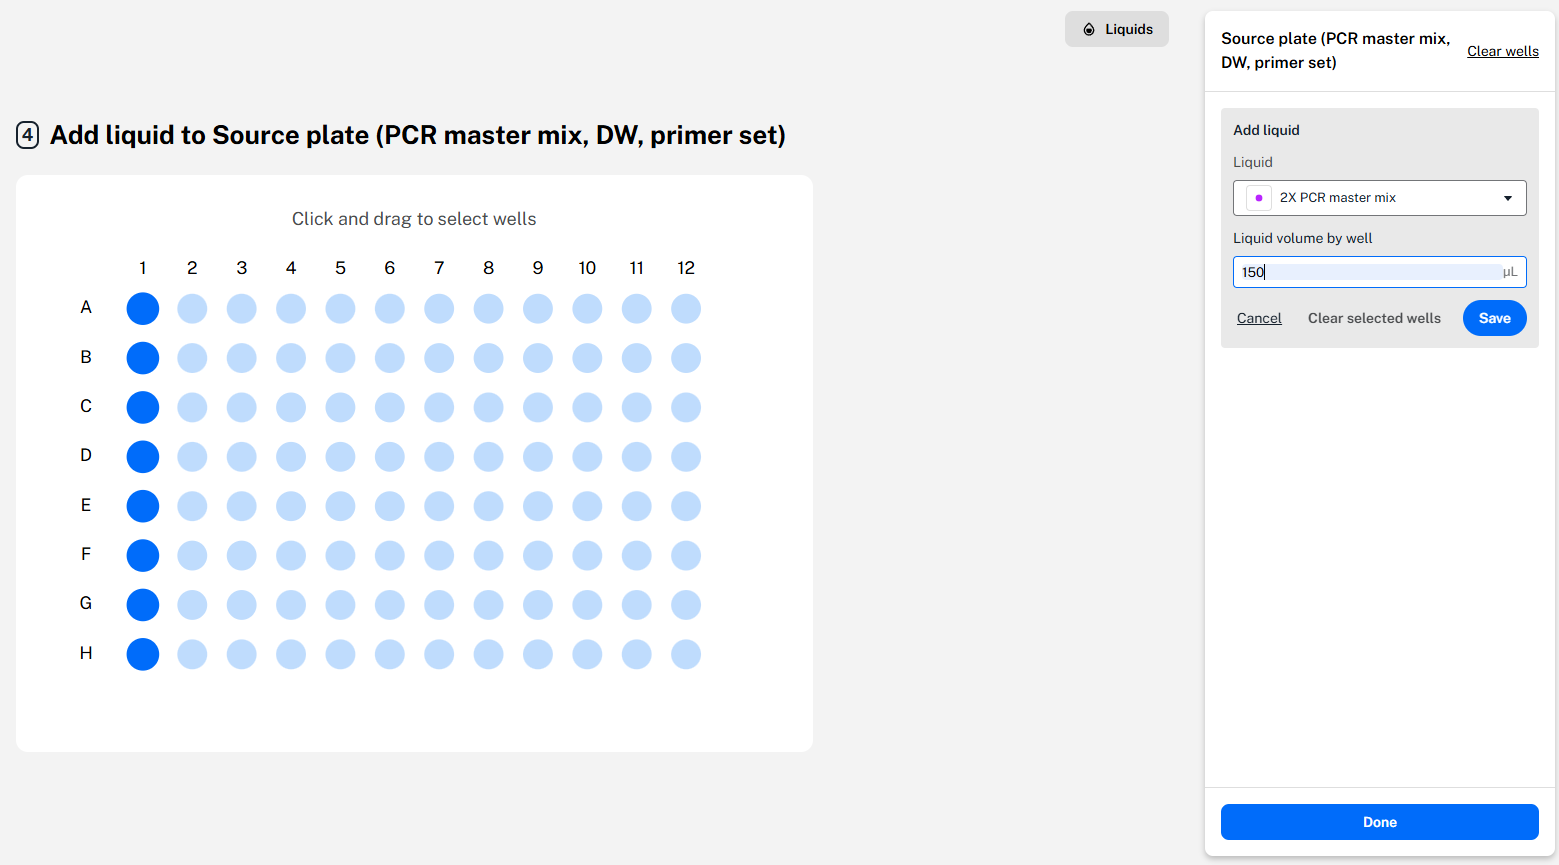 Liquids
4 Add liquid to Source plate (PCR master mix, DW, primer set)
Click and drag to select wells
1 2 3 4 5 6 7 8 9 10 11 12
A
B
C
D
E
F
G
H
Source plate (PCR master mix,
DW, primer set)
Clear wells
Add liquid
Liquid
2X PCR master mix
Liquid volume by well
150 μL
Cancel Clear selected wells Save
Done